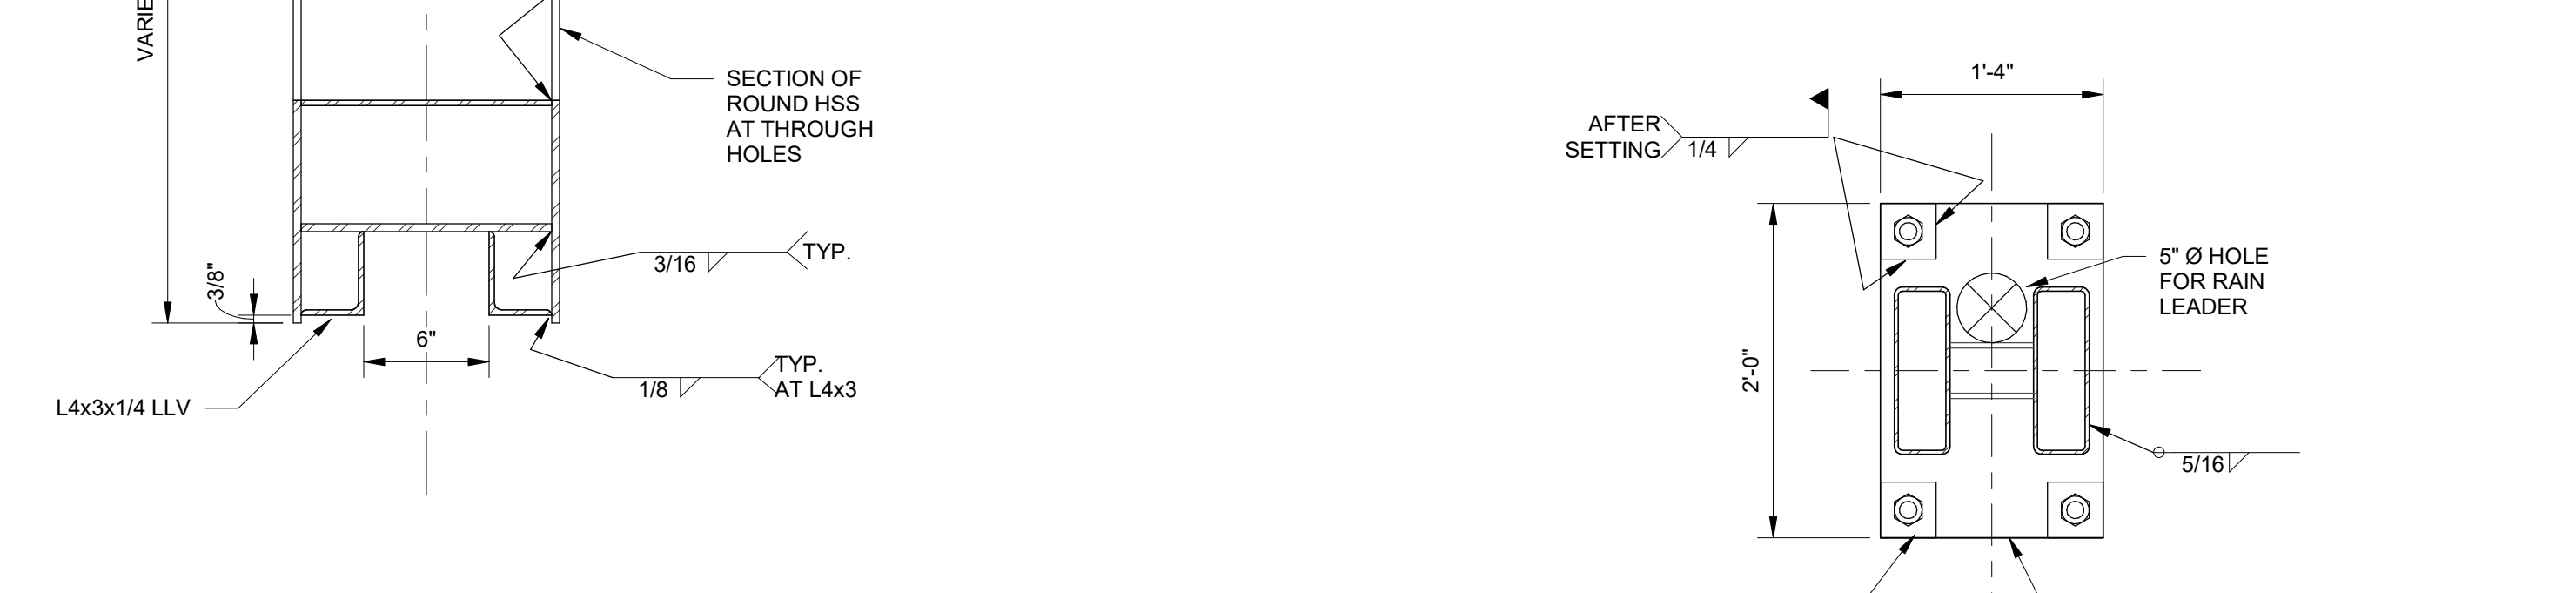 VARIE
SECTION OF
ROUND HSS
AT THROUGH
HOLES
3/16
TYP.
3/8"
6"
1/8
TYP.
AT L4x3
L4x3x1/4 LLV
1'-4"
AFTER
SETTING
1/4
5" Ø HOLE
FOR RAIN
LEADER
2'-0"
5/16